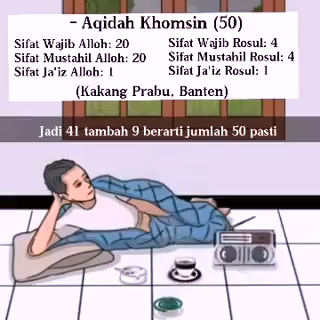 - Aqidah Khomsin (50)
Sifat Wajib Alloh: 20
Sifat Mustahil Alloh: 20
Sifat Ja'iz Alloh: 1
Sifat Wajib Rosul: 4
Sifat Mustahil Rosul: 4
Sifat Ja'iz Rosul: 1
(Kakang Prabu, Banten)
Jadi 41 tambah 9 berarti jumlah 50 pasti